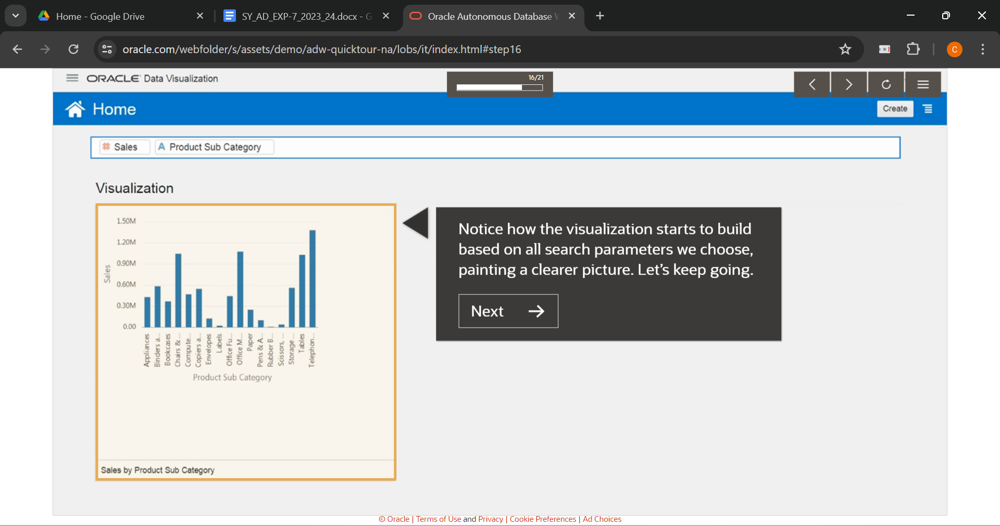 Home - Google Drive
SY_AD_EXP-7_2023_24.docx - G
Oracle Autonomous Database
oracle.com/webfolder/s/assets/demo/adw-quicktour-na/lobs/it/index.html#step16
C
ORACLE Data Visualization
16/21
Home
Create
# Sales
A Product Sub Category
Visualization
1.50M
1.20M
0.90M
0.60M
0.30M
0.00
Sales
Appliances
Binders a...
Bookcases
Chairs & ...
Compute...
Copiers a...
Envelopes
Labels
Office Fu...
Office M...
Paper
Pens & A...
Rubber B...
Scissors, ...
Storage ...
Tables
Telephon...
Product Sub Category
Sales by Product Sub Category
Notice how the visualization starts to build
based on all search parameters we choose,
painting a clearer picture. Let's keep going.
Next
© Oracle | Terms of Use and Privacy | Cookie Preferences | Ad Choices